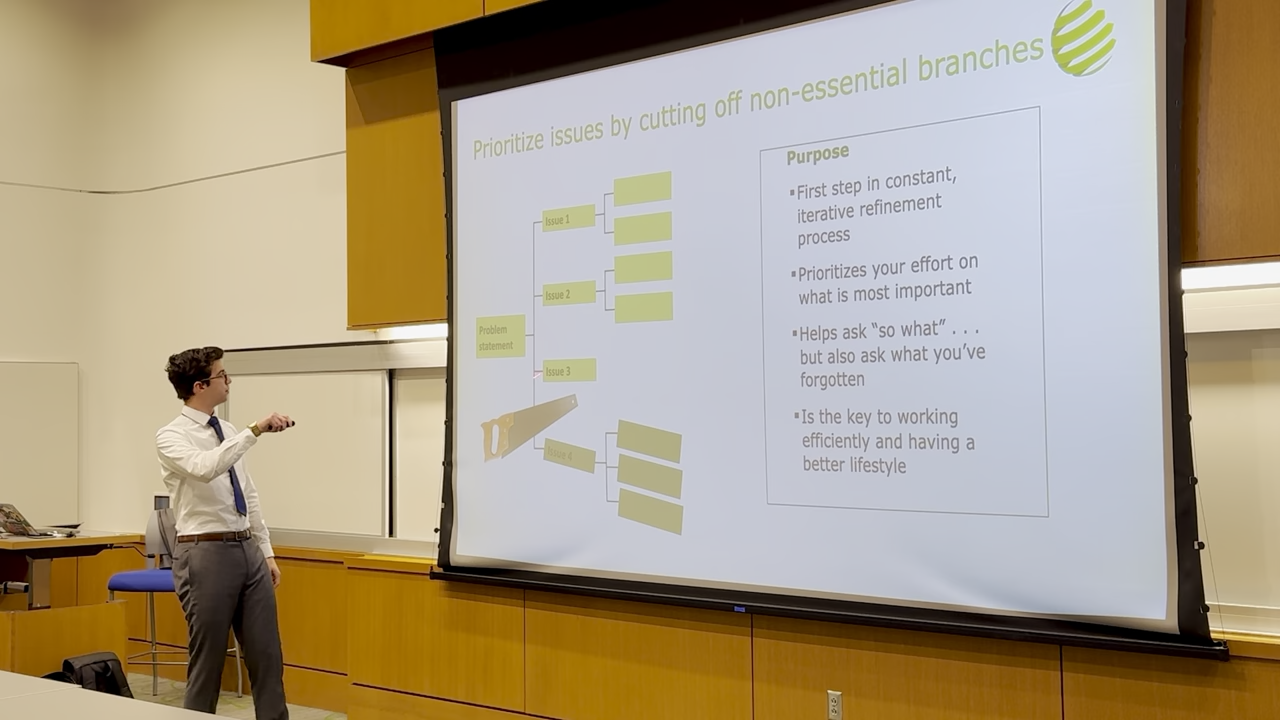 Prioritize issues by cutting off non-essential branches
Problem
statement
Issue 1
Issue 2
Issue 3
Issue 4
Purpose
▪First step in constant,
iterative refinement
process
▪Prioritizes your effort on
what is most important
▪Helps ask “so what” . . .
but also ask what you’ve
forgotten
▪Is the key to working
efficiently and having a
better lifestyle